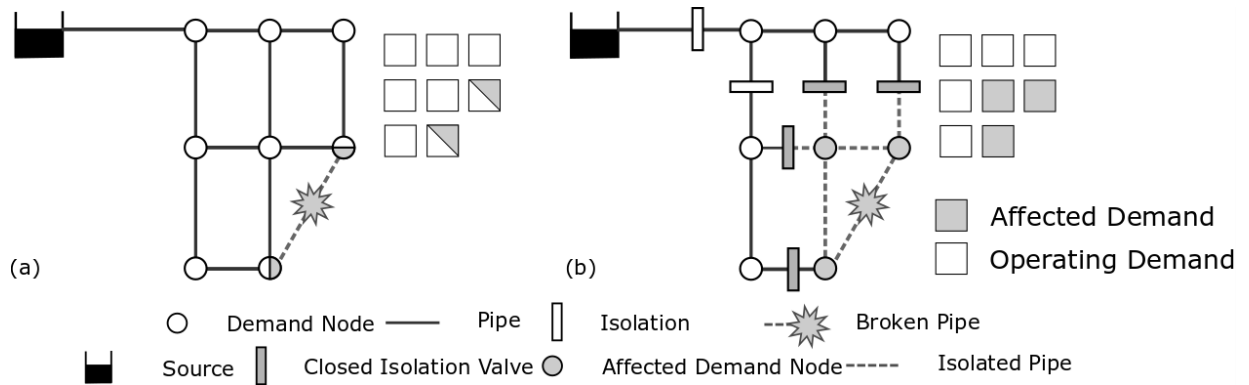 Affected Demand
(a)
(b)
Operating Demand
Demand Node
Pipe
Isolation
Broken Pipe
Source
Closed Isolation Valve
Affected Demand Node
Isolated Pipe